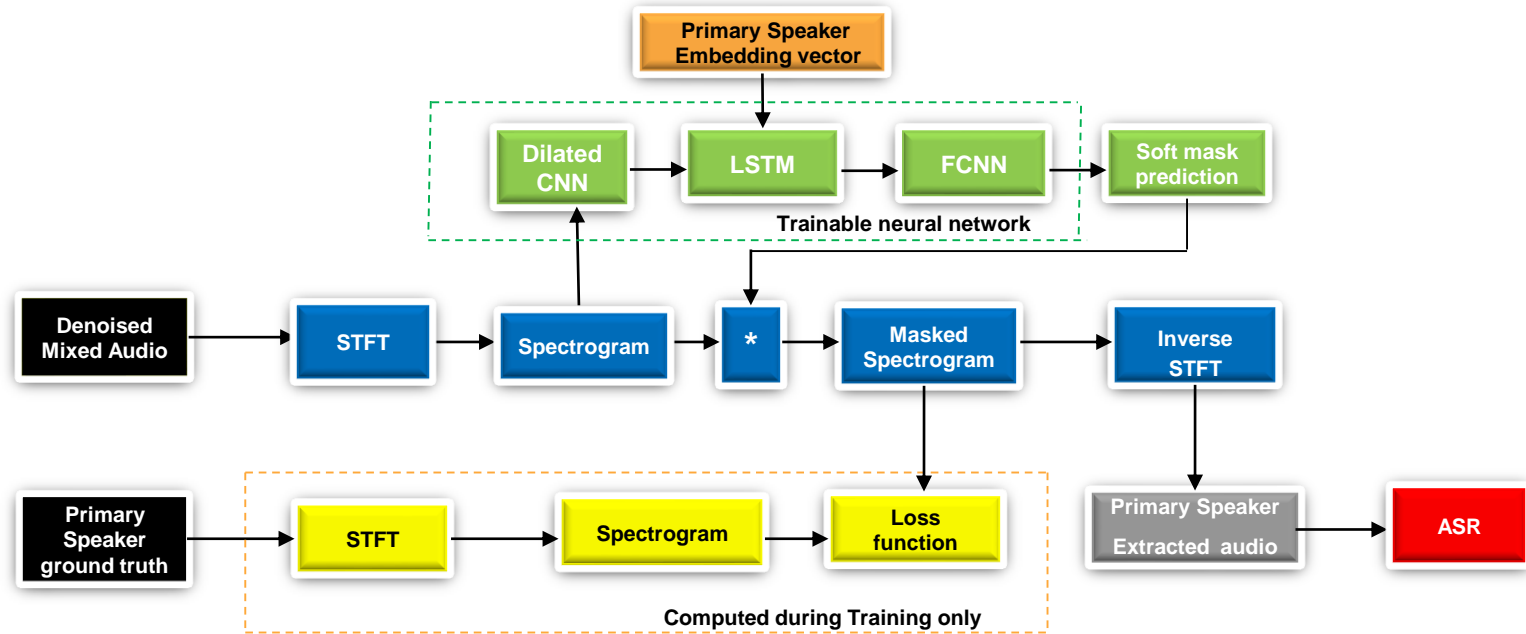 Primary Speaker
Embedding vector
Dilated
CNN
LSTM
FCNN
Soft mask
prediction
Trainable neural network
Denoised
Mixed Audio
STFT
Spectrogram
*
Masked
Spectrogram
Inverse
STFT
Primary
Speaker
ground truth
STFT
Spectrogram
Loss
function
Primary Speaker
Extracted audio
ASR
Computed during Training only